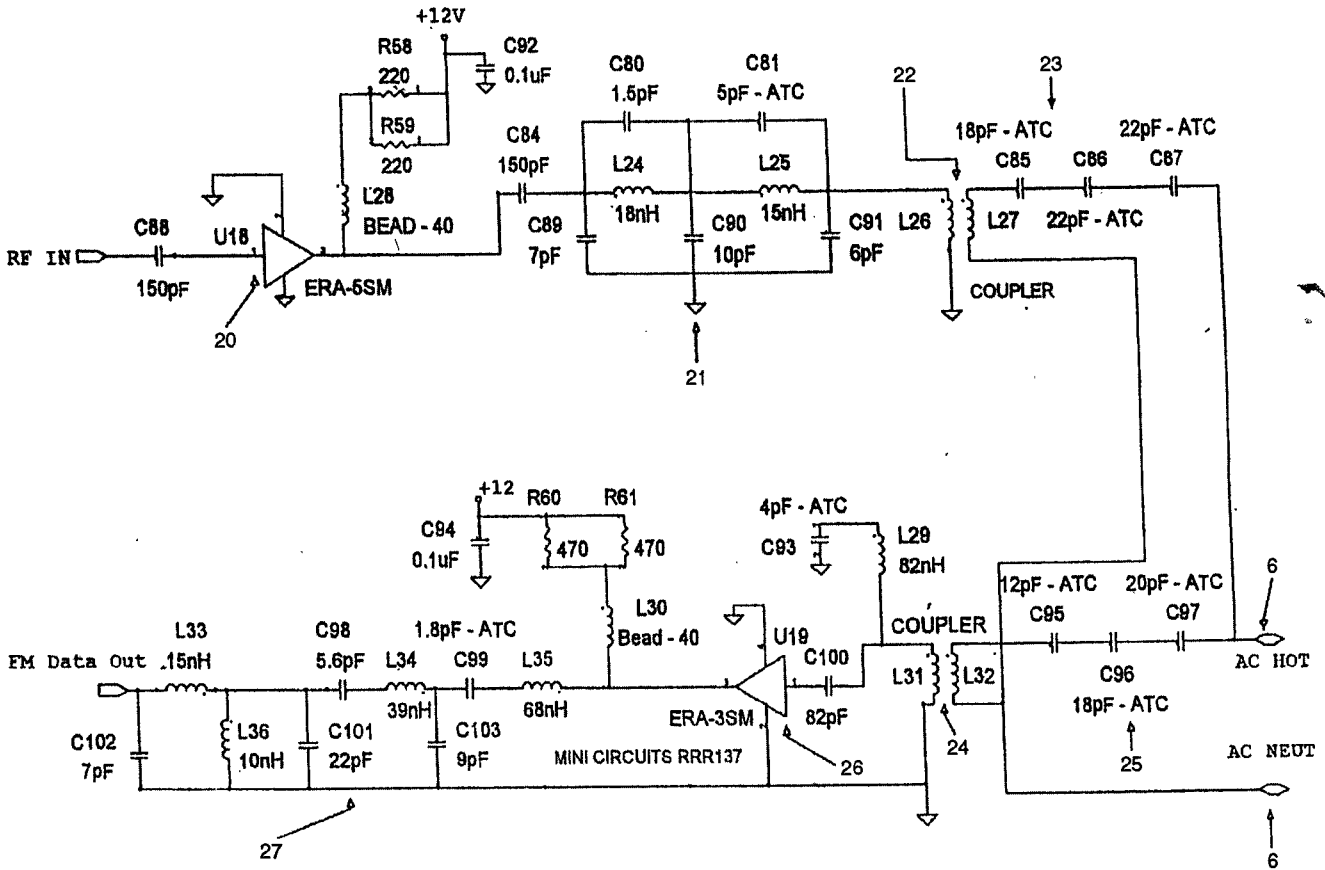 +12V
R58
220
C92
0.1uF
R59
220
L28
BEAD - 40
C88
150pF
U18
RF IN
ERA-5SM
20
C84
150pF
C80
1.5pF
C81
5pF - ATC
L24
18nH
L25
15nH
C89
7pF
C90
10pF
C91
6pF
21
22
23
18pF - ATC
22pF - ATC
C85
C86
C87
L26
L27
22pF - ATC
COUPLER
+12
R60
R61
C94
0.1uF
470
470
4pF - ATC
C93
L29
82nH
12pF - ATC
20pF - ATC
6
C95
C97
L30
Bead - 40
U19
COUPLER
C100
L31
L32
C96
AC HOT
18pF - ATC
L33
15nH
C98
5.6pF
1.8pF - ATC
L34
C99
L35
FM Data Out
39nH
68nH
ERA-3SM
82pF
C102
7pF
L36
10nH
C101
22pF
C103
9pF
MINI CIRCUITS RRR137
26
24
25
AC NEUT
27
6